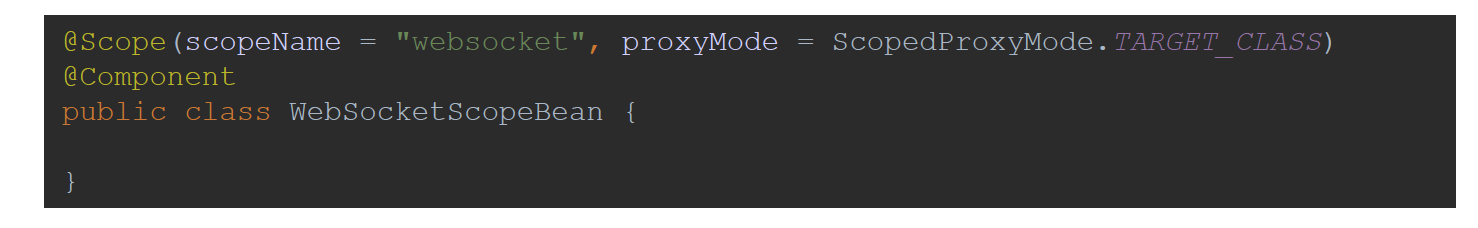 @Scope(scopeName = "websocket", proxyMode = ScopedProxyMode.TARGET_CLASS)
@Component
public class WebSocketScopeBean {
}